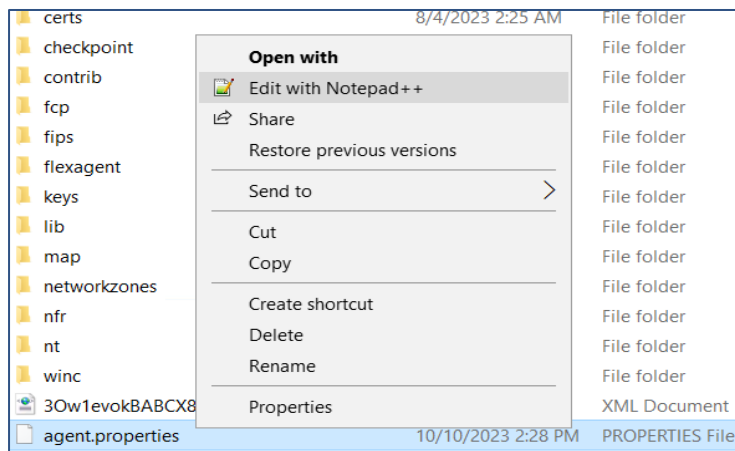 certs 8/4/2023 2:25 AM File folder
checkpoint File folder
contrib File folder
fcp File folder
fips File folder
flexagent File folder
keys File folder
lib File folder
map File folder
networkzones File folder
nfr File folder
nt File folder
winc File folder
3Ow1evokBABCX8 XML Document
agent.properties 10/10/2023 2:28 PM PROPERTIES File
Open with
Edit with Notepad++
Share
Restore previous versions
Send to
Cut
Copy
Create shortcut
Delete
Rename
Properties